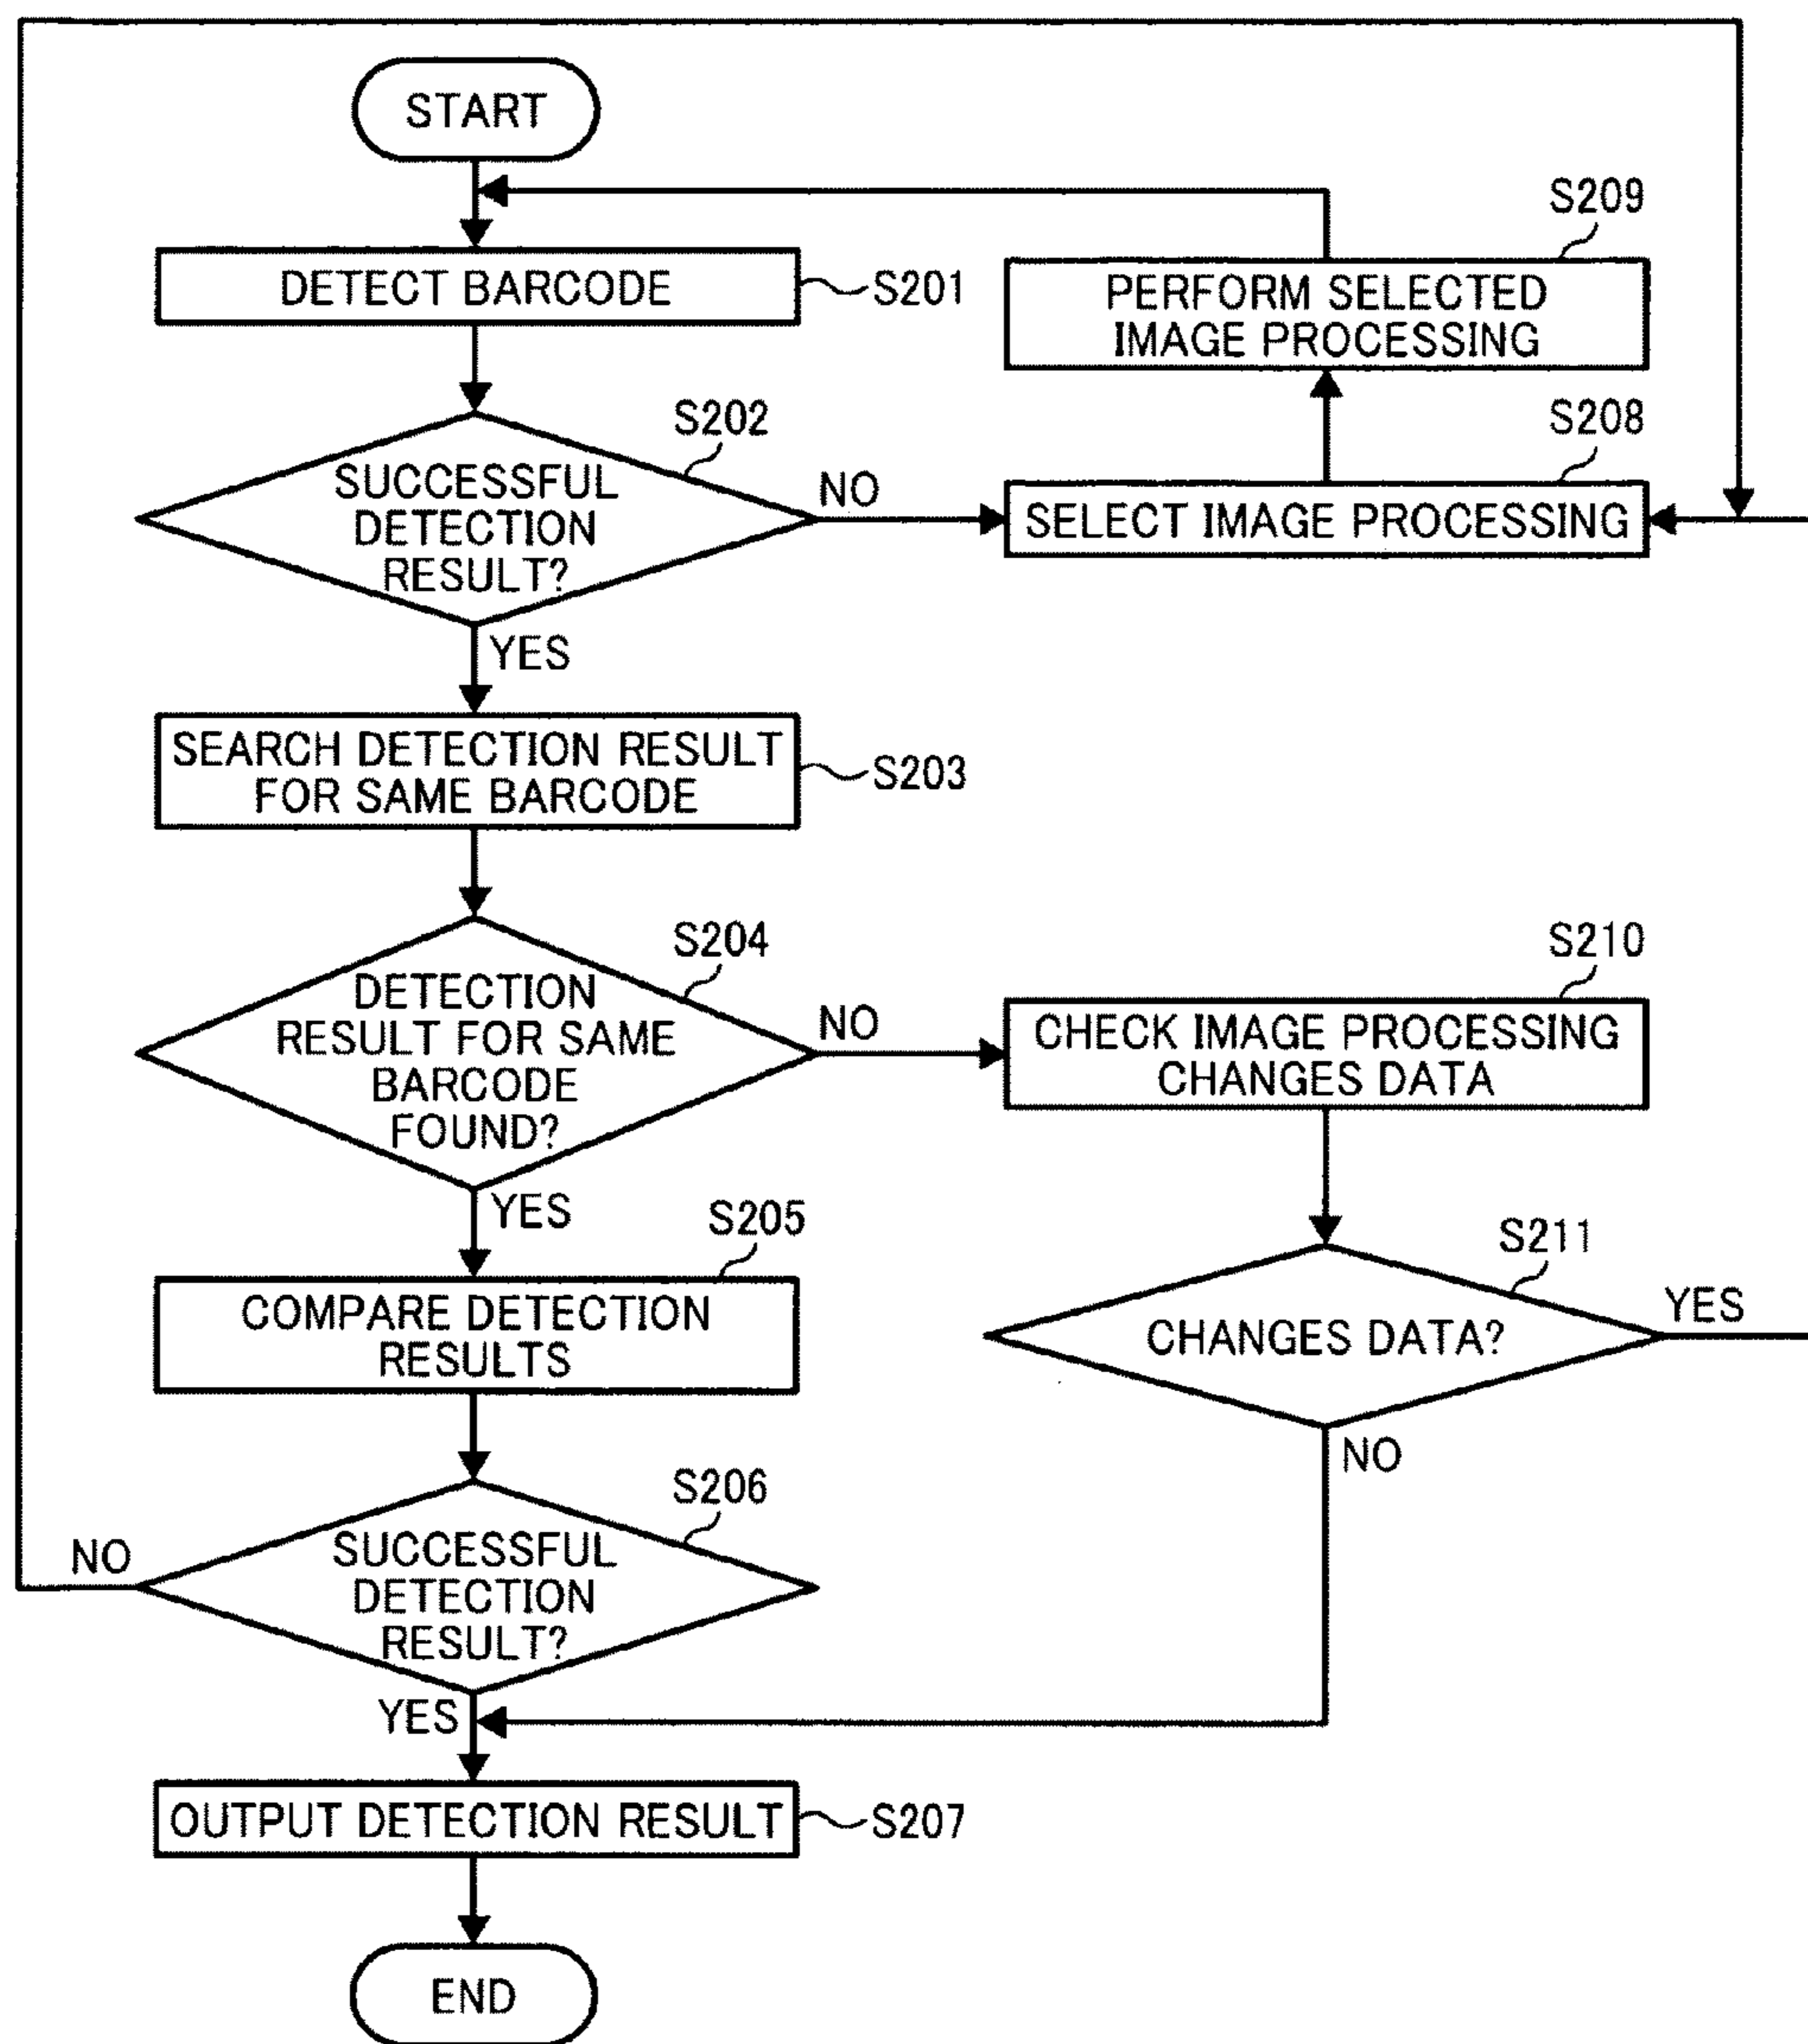 START
S209
DETECT BARCODE
S201
PERFORM SELECTED
IMAGE PROCESSING
S202
S208
SUCCESSFUL
DETECTION
RESULT?
NO
SELECT IMAGE PROCESSING
YES
SEARCH DETECTION RESULT
FOR SAME BARCODE
S203
S204
S210
DETECTION
RESULT FOR SAME
BARCODE
FOUND?
NO
CHECK IMAGE PROCESSING
CHANGES DATA
YES
S205
S211
COMPARE DETECTION
RESULTS
CHANGES DATA?
YES
NO
S206
NO
SUCCESSFUL
DETECTION
RESULT?
YES
OUTPUT DETECTION RESULT
S207
END